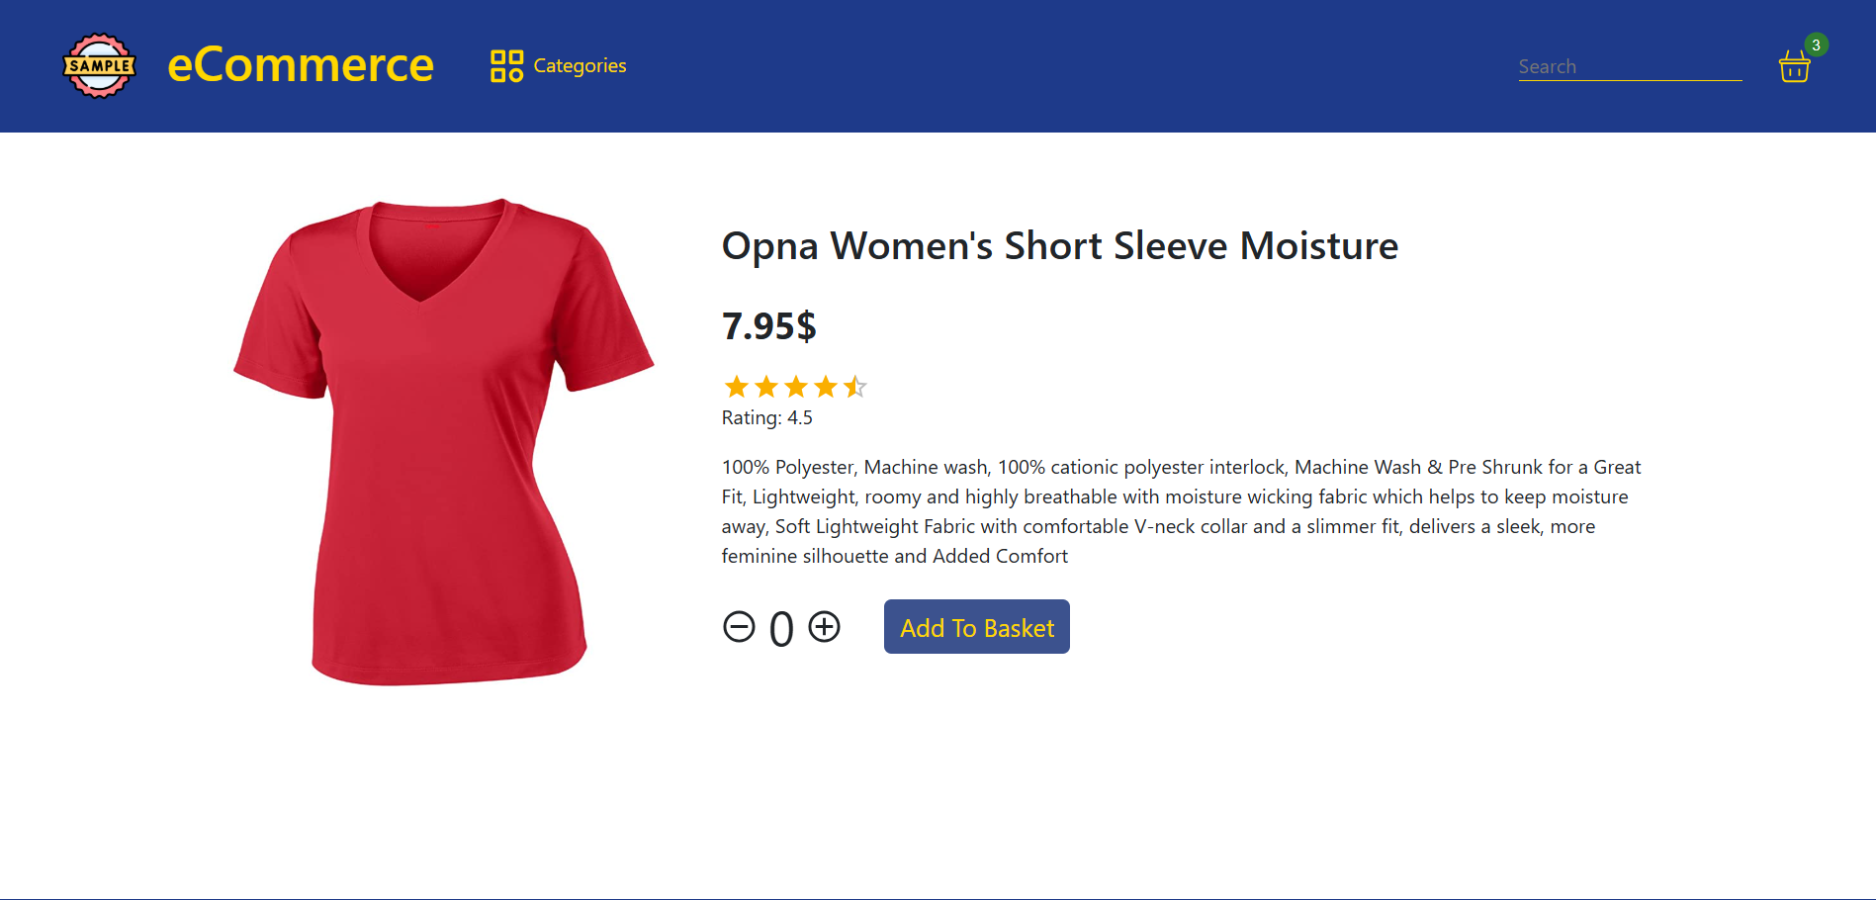 SAMPLE
eCommerce
Categories
Search
3
Opna Women's Short Sleeve Moisture
7.95$
Rating: 4.5
100% Polyester, Machine wash, 100% cationic polyester interlock, Machine Wash & Pre Shrunk for a Great
Fit, Lightweight, roomy and highly breathable with moisture wicking fabric which helps to keep moisture
away, Soft Lightweight Fabric with comfortable V-neck collar and a slimmer fit, delivers a sleek, more
feminine silhouette and Added Comfort
0
Add To Basket